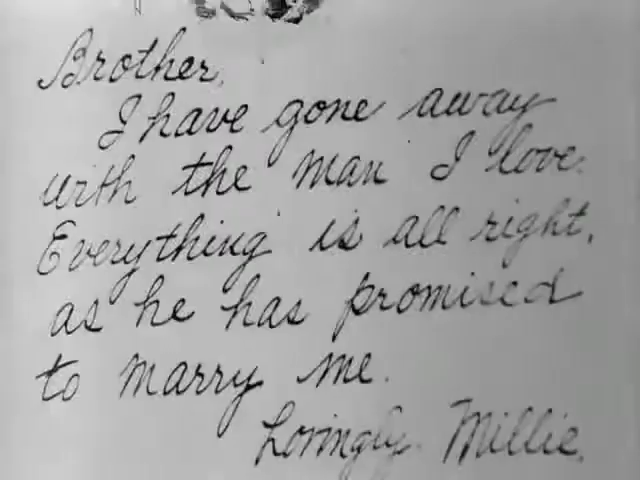 Brother,
I have gone away
with the man I love.
Everything is all right,
as he has promised
to marry me.
Lovingly Millie.